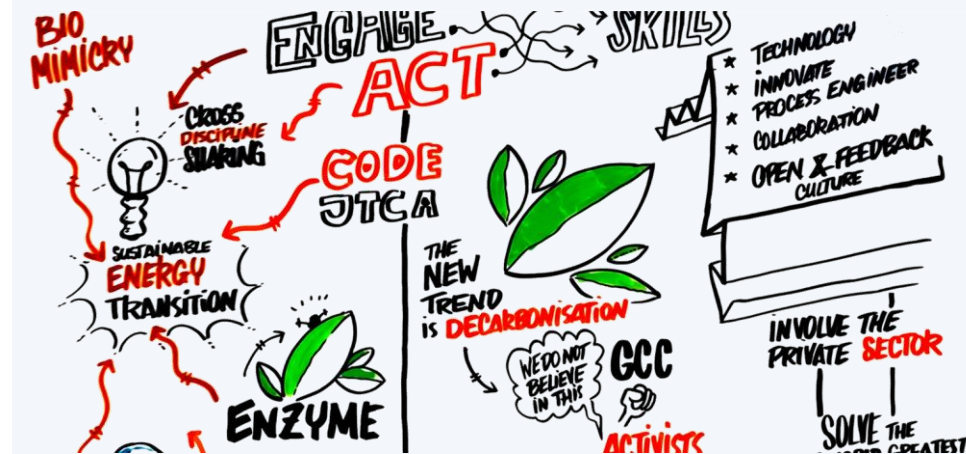 BIO
MIMICRY
ENGAGE
ACT
SKILLS
CROSS
DISCIPLINE
SHARING
CODE
JTCA
SUSTAINABLE
ENERGY
TRANSITION
ENZYME
THE
NEW
TREND
iS DECARBONISATION
WE DO NOT
BELIEVE
IN THIS
GCC
ACTIVISTS
★ TECHNOLOGY
★ INNOVATE
★ PROCESS ENGINEER
★ COLLABORATION
★ OPEN & FEEDBACK
CULTURE
INVOLVE THE
PRIVATE SECTOR
SOLVE THE
WORLD GREATEST